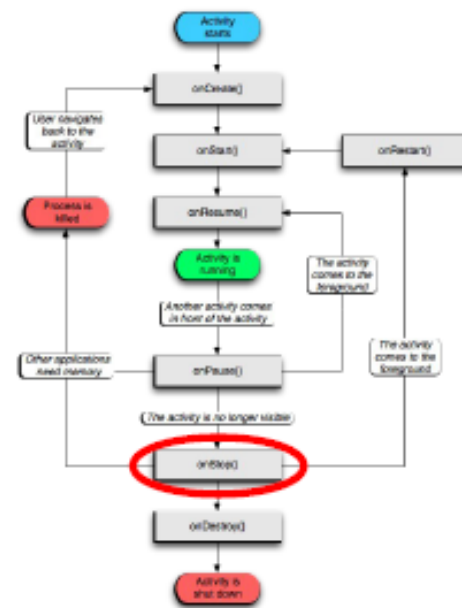 Activity
starts
onCreate()
User navigates
back to the
activity
onStart()
onRestart()
onResume()
Process is
killed
Activity is
running
The activity
comes to the
foreground
Another activity comes
in front of the activity
The activity
comes to the
foreground
Other applications
need memory
onPause()
The activity is no longer visible
onStop()
onDestroy()
Activity is
shut down